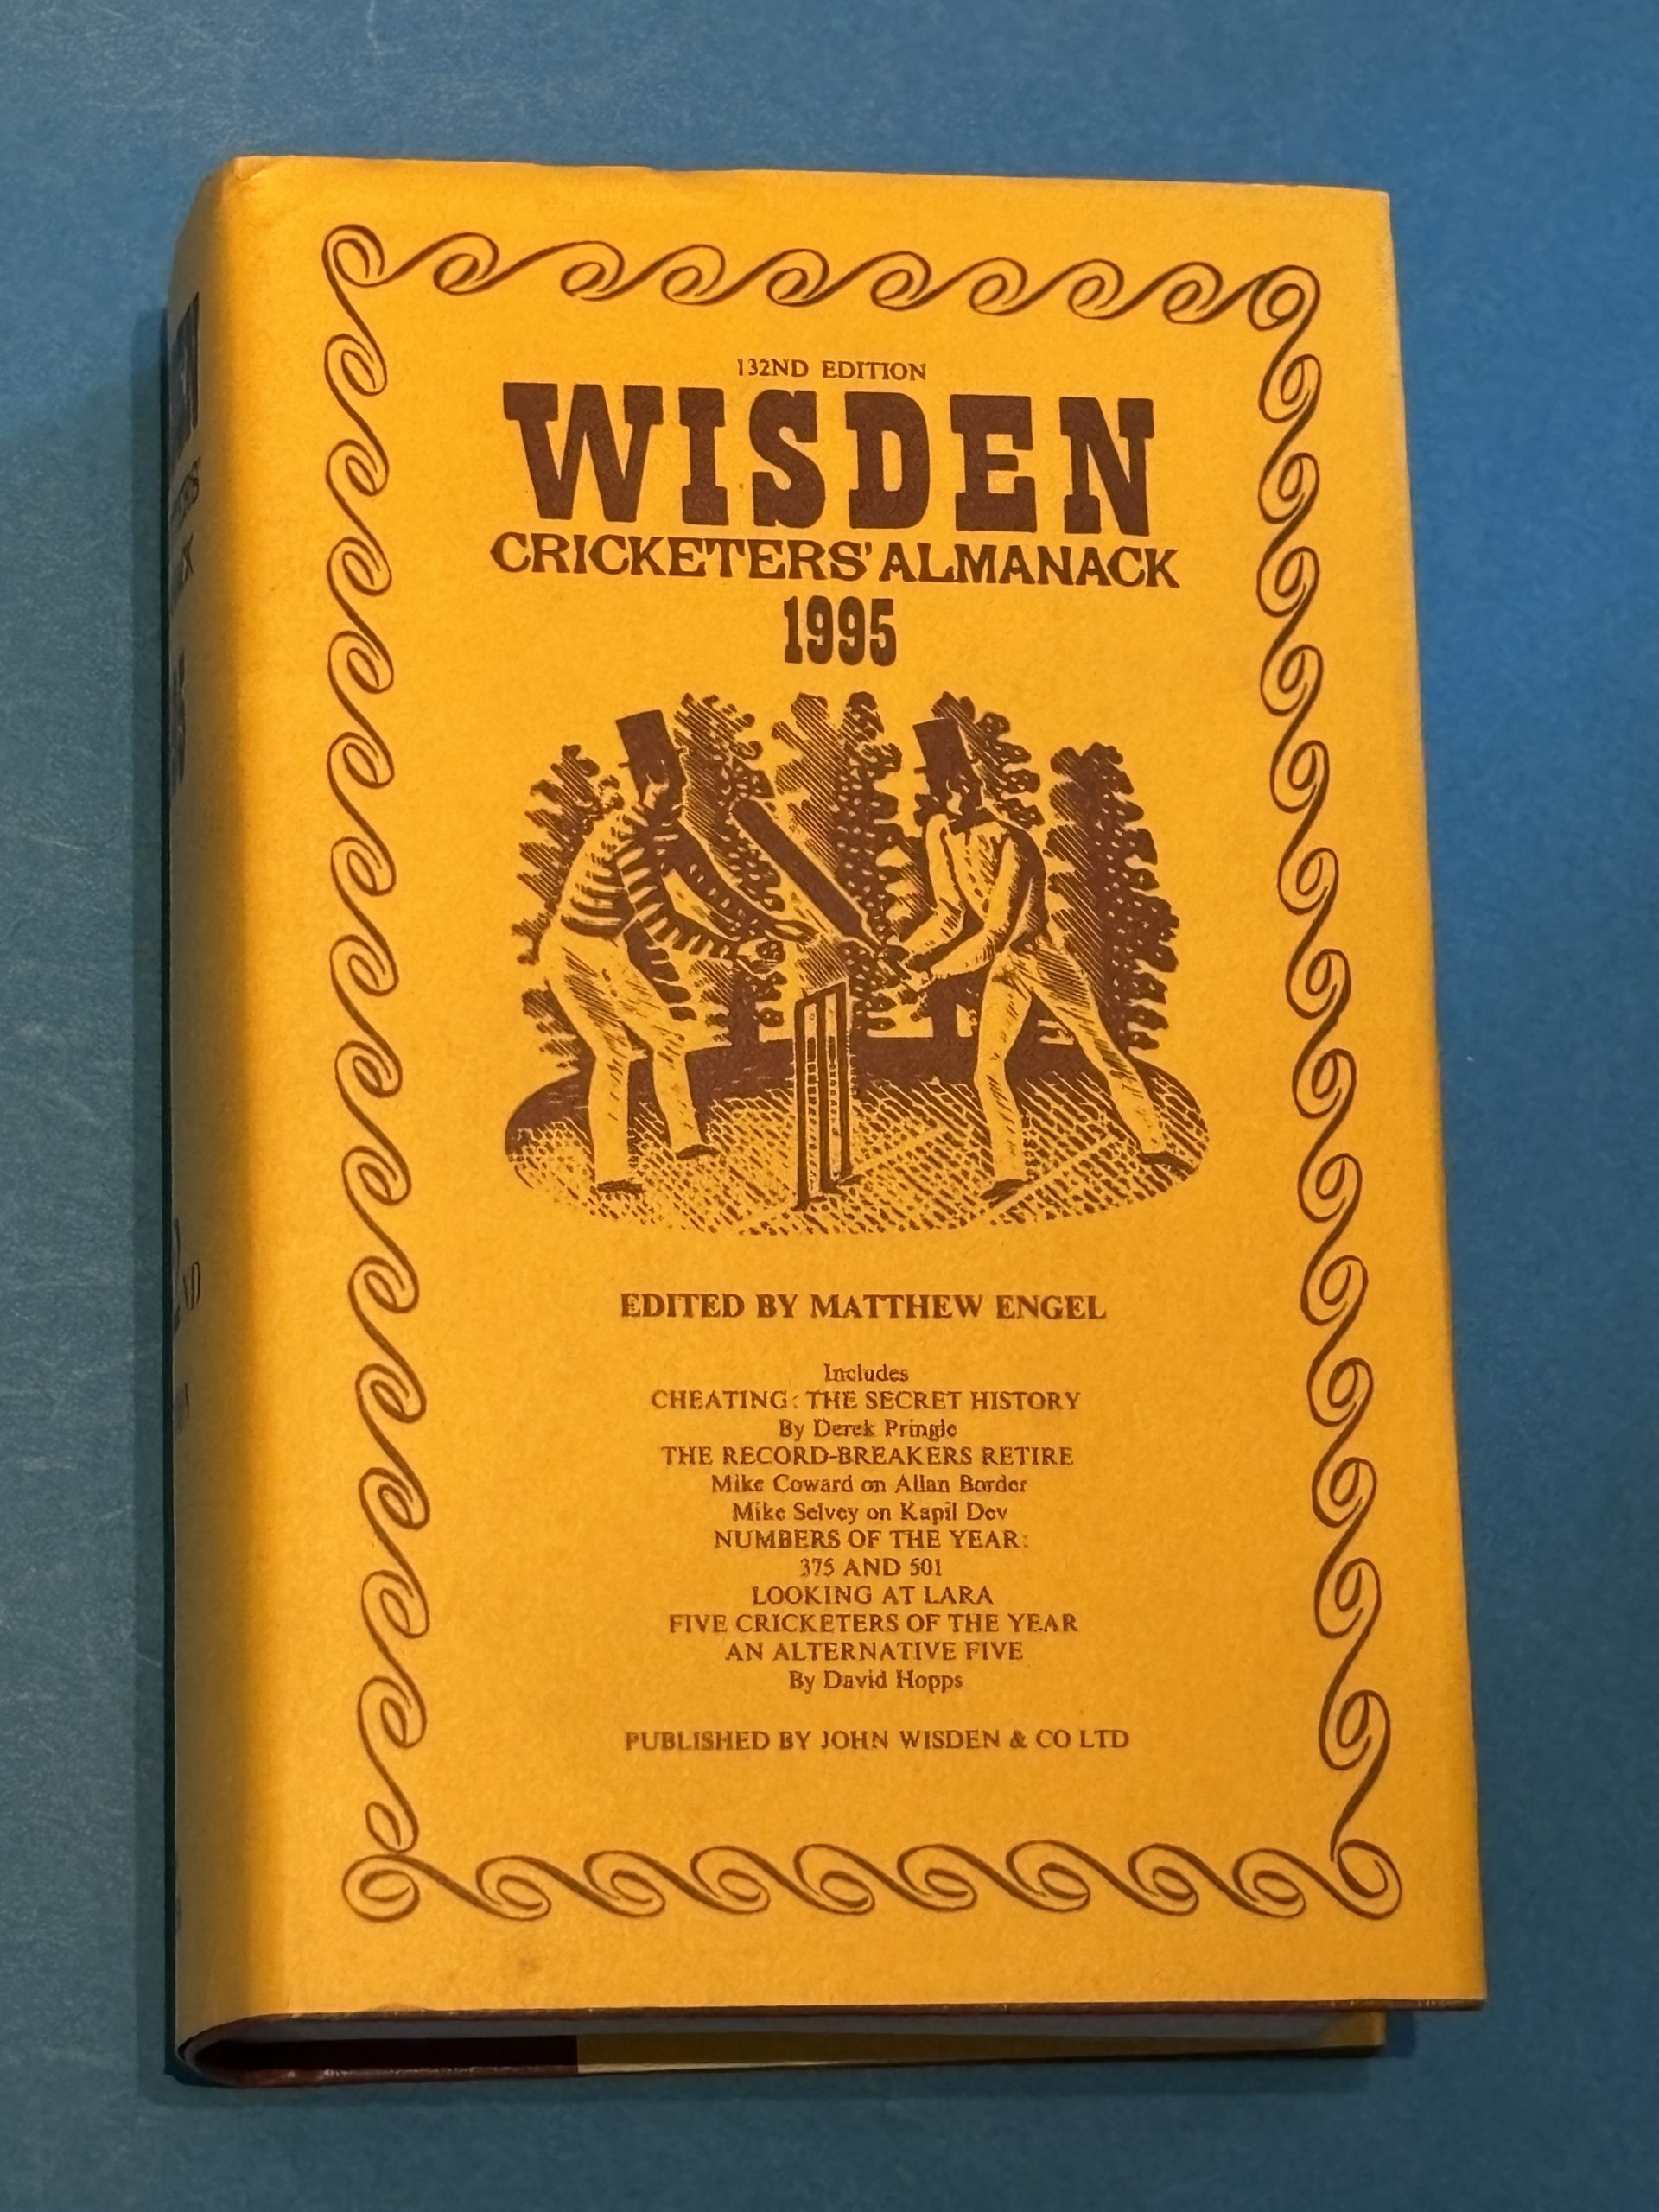 132ND EDITION
WISDEN
CRICKETERS' ALMANACK
1995
EDITED BY MATTHEW ENGEL
Includes
CHEATING: THE SECRET HISTORY
By Derek Pringle
THE RECORD-BREAKERS RETIRE
Mike Coward on Allan Border
Mike Selvey on Kapil Dev
NUMBERS OF THE YEAR:
375 AND 501
LOOKING AT LARA
FIVE CRICKETERS OF THE YEAR
AN ALTERNATIVE FIVE
By David Hopps
PUBLISHED BY JOHN WISDEN & CO LTD